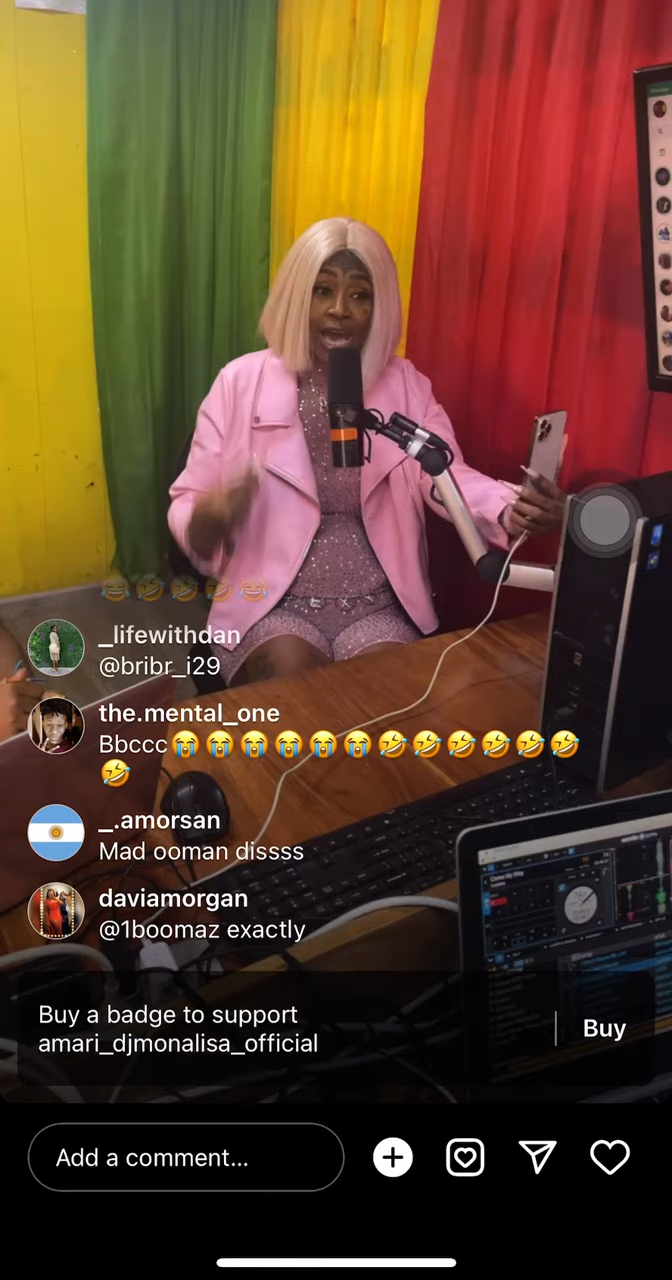 😂🤣🤣🤣😂
_lifewithdan
@bribr_i29
the.mental_one
Bbccc😭😭😭😭😭😭🤣🤣🤣🤣🤣🤣
🤣
_.amorsan
Mad ooman dissss
daviamorgan
@1boomaz exactly
Buy a badge to support
amari_djmonalisa_official
Buy
Add a comment...